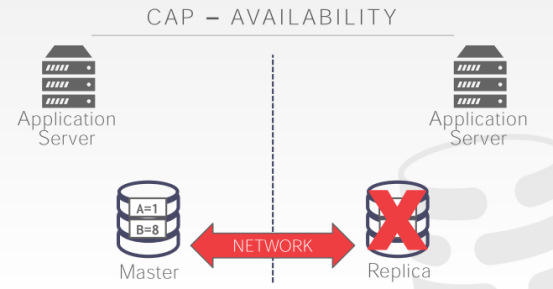 CAP – AVAILABILITY
Application
Server
Application
Server
A=1
B=8
NETWORK
Master
Replica